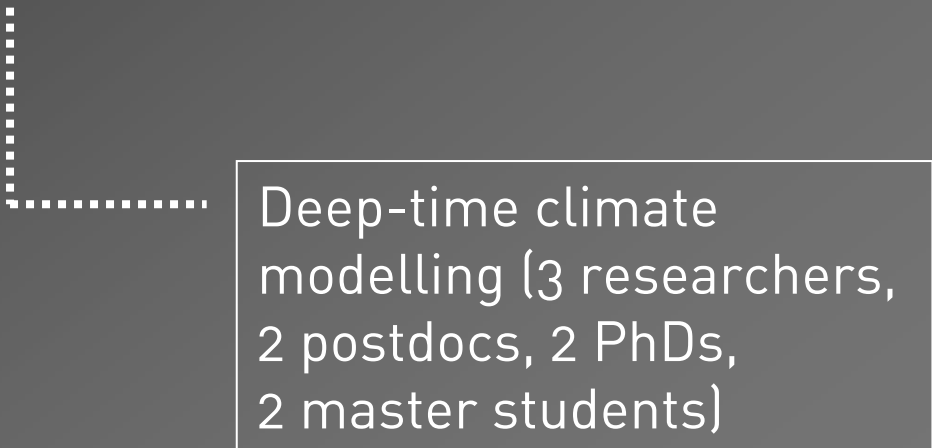 Deep-time climate
modelling (3 researchers,
2 postdocs, 2 PhDs,
2 master students)